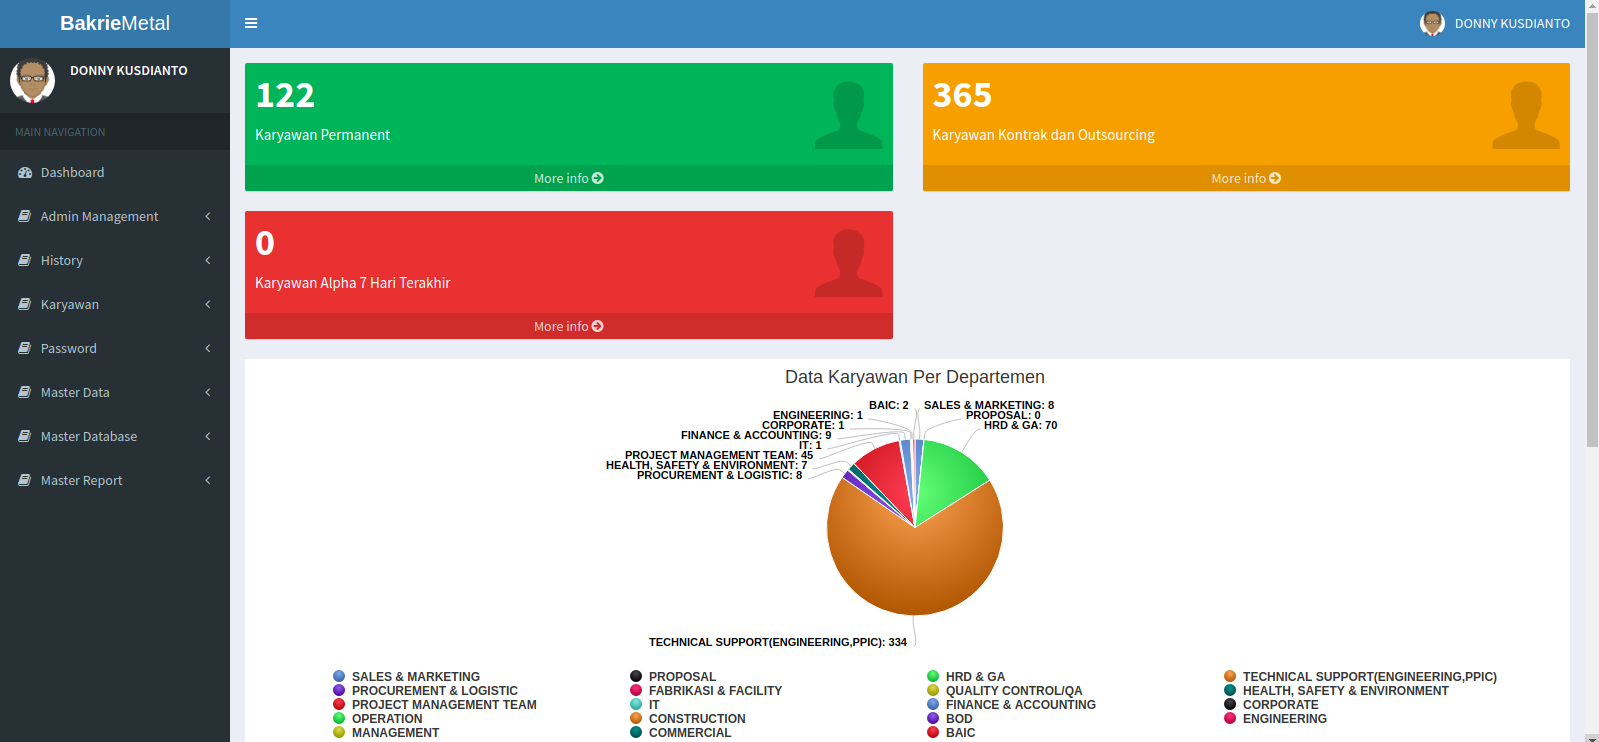 BakrieMetal
DONNY KUSDIANTO
DONNY KUSDIANTO
MAIN NAVIGATION
Dashboard
Admin Management
History
Karyawan
Password
Master Data
Master Database
Master Report
122
Karyawan Permanent
More info
365
Karyawan Kontrak dan Outsourcing
More info
0
Karyawan Alpha 7 Hari Terakhir
More info
Data Karyawan Per Departemen
BAIC: 2
SALES & MARKETING: 8
ENGINEERING: 1
PROPOSAL: 0
CORPORATE: 1
HRD & GA: 70
FINANCE & ACCOUNTING: 9
IT: 1
PROJECT MANAGEMENT TEAM: 45
HEALTH, SAFETY & ENVIRONMENT: 7
PROCUREMENT & LOGISTIC: 8
TECHNICAL SUPPORT(ENGINEERING,PPIC): 334
SALES & MARKETING
PROPOSAL
HRD & GA
TECHNICAL SUPPORT(ENGINEERING,PPIC)
PROCUREMENT & LOGISTIC
FABRIKASI & FACILITY
QUALITY CONTROL/QA
HEALTH, SAFETY & ENVIRONMENT
PROJECT MANAGEMENT TEAM
IT
FINANCE & ACCOUNTING
CORPORATE
OPERATION
CONSTRUCTION
BOD
ENGINEERING
MANAGEMENT
COMMERCIAL
BAIC